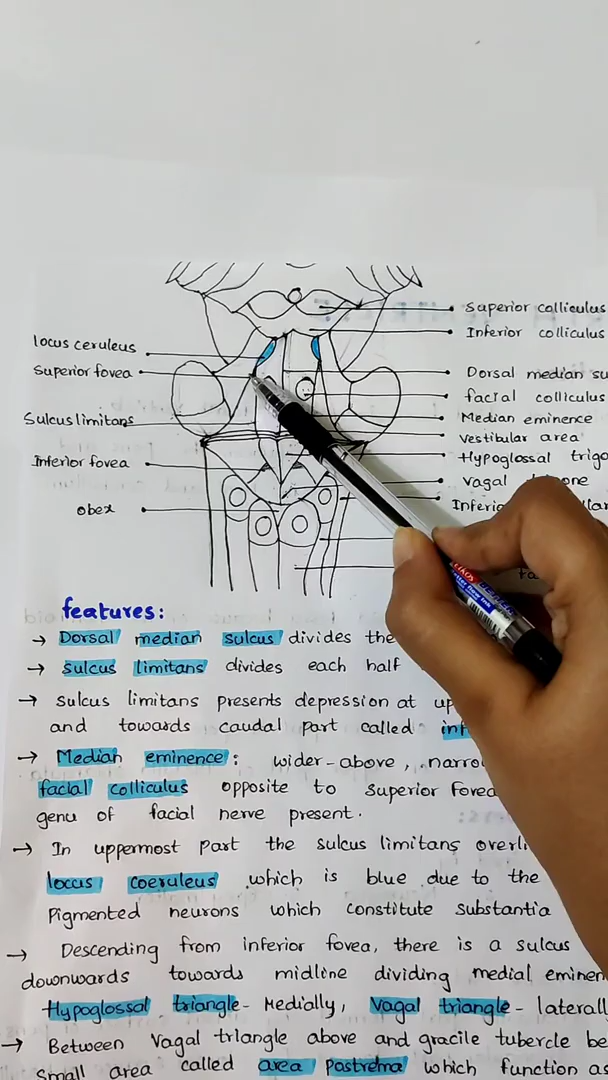 Superior colliculus
Inferior colliculus
locus ceruleus
Superior fovea
Dorsal median su
facial colliculus
Sulcus limitans
Median eminence
vestibular area
Inferior fovea
Hypoglossal trigo
vagal
obex
features:
→ Dorsal median sulcus divides the
→ sulcus limitans divides each half
→ sulcus limitans presents depression at up
and towards caudal part called inf
→ Median eminence: wider-above, narro
facial colliculus opposite to superior fovea
genu of facial nerve present.
→ In uppermost part the sulcus limitans overli
locus coeruleus which is blue due to the
Pigmented neurons which constitute substantia
→ Descending from inferior fovea, there is a sulcus
downwards towards midline dividing medial eminen
Hypoglossal triangle - Medially, vagal triangle - laterall
→ Between vagal triangle above and gracile tubercle be
small area called area postrema which function as